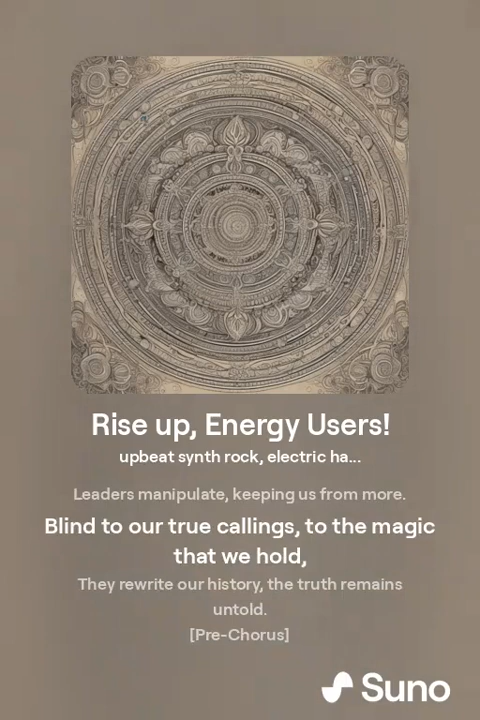 Rise up, Energy Users!
upbeat synth rock, electric ha...
Leaders manipulate, keeping us from more.
Blind to our true callings, to the magic
that we hold,
They rewrite our history, the truth remains
untold.
[Pre-Chorus]
Suno